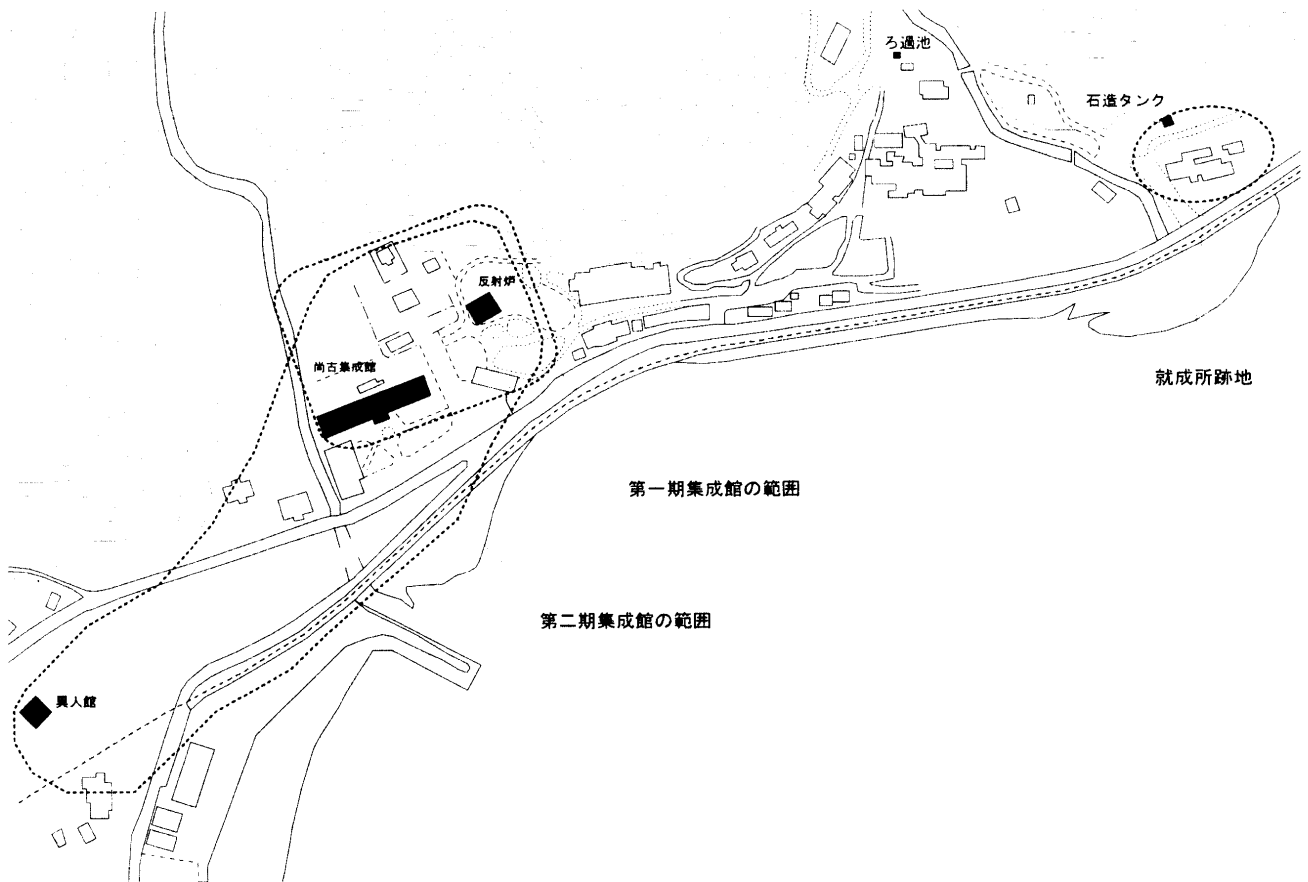 ろ過池
石造タンク
反射炉
尚古集成館
就成所跡地
第一期集成館の範囲
第二期集成館の範囲
異人館